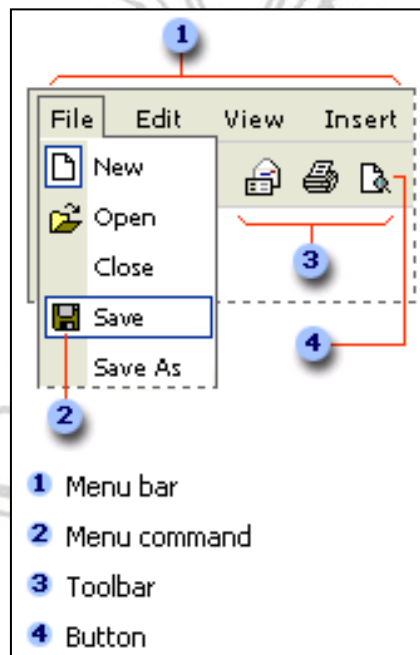 1
File Edit View Insert
New
Open
Close
3
Save
4
Save As
2
1 Menu bar
2 Menu command
3 Toolbar
4 Button